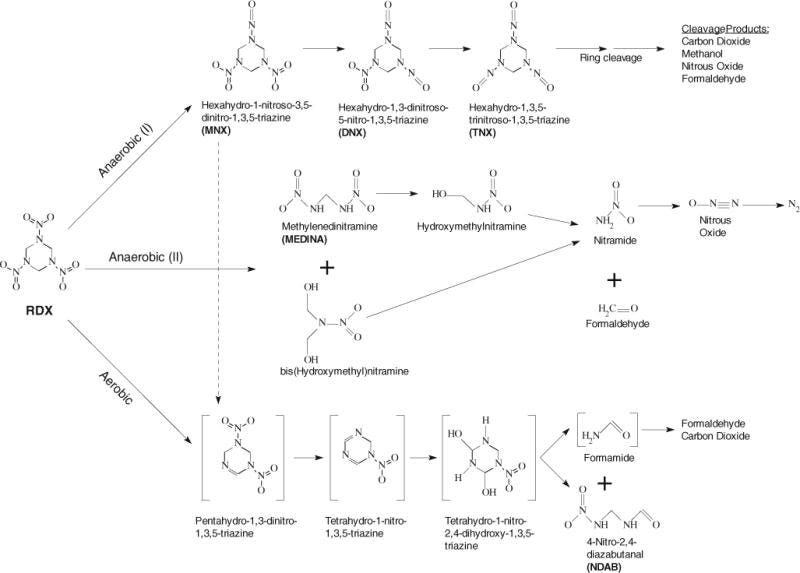 Hexahydro-1-nitroso-3,5-
dinitro-1,3,5-triazine
(MNX)
Hexahydro-1,3-dinitroso-
5-nitro-1,3,5-triazine
(DNX)
Hexahydro-1,3,5-
trinitroso-1,3,5-triazine
(TNX)
Ring cleavage
CleavageProducts:
Carbon Dioxide
Methanol
Nitrous Oxide
Formaldehyde
Anaerobic (I)
RDX
Anaerobic (II)
Methylenedinitramine
(MEDINA)
+
bis(Hydroxymethyl)nitramine
Hydroxymethylnitramine
NH2
Nitramide
+
H2C=O
Formaldehyde
O—N≡N
Nitrous
Oxide
N2
Aerobic
Pentahydro-1,3-dinitro-
1,3,5-triazine
Tetrahydro-1-nitro-
1,3,5-triazine
Tetrahydro-1-nitro-
2,4-dihydroxy-1,3,5-
triazine
H2N
O
Formamide
+
4-Nitro-2,4-
diazabutanal
(NDAB)
Formaldehyde
Carbon Dioxide